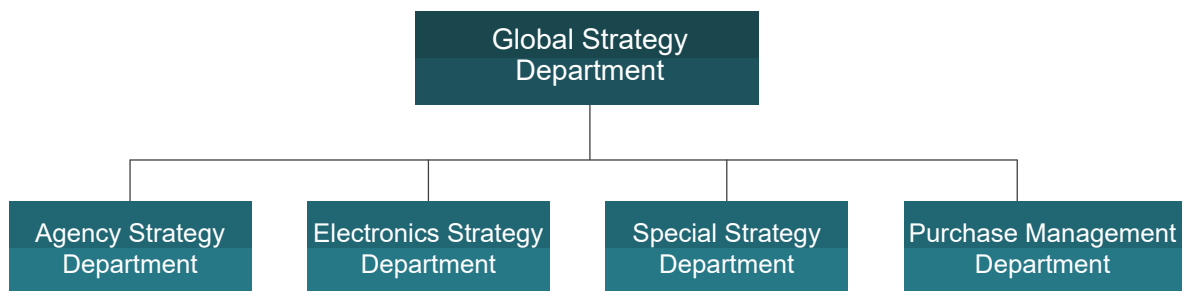 Global Strategy
Department
Agency Strategy
Department
Electronics Strategy
Department
Special Strategy
Department
Purchase Management
Department